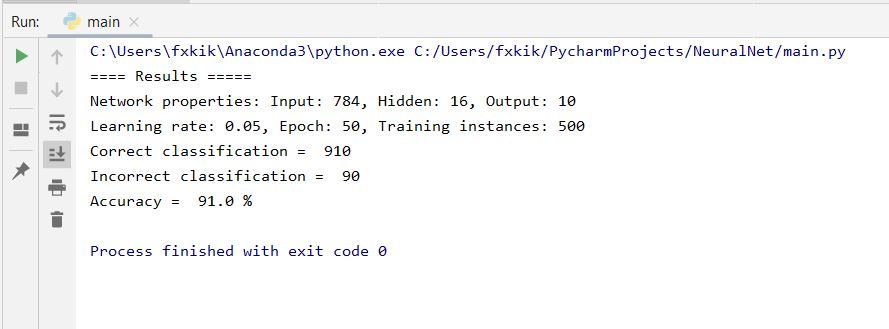 Run: main
C:\Users\fxkik\Anaconda3\python.exe C:/Users/fxkik/PycharmProjects/NeuralNet/main.py
==== Results =====
Network properties: Input: 784, Hidden: 16, Output: 10
Learning rate: 0.05, Epoch: 50, Training instances: 500
Correct classification =  910
Incorrect classification =  90
Accuracy =  91.0 %
Process finished with exit code 0